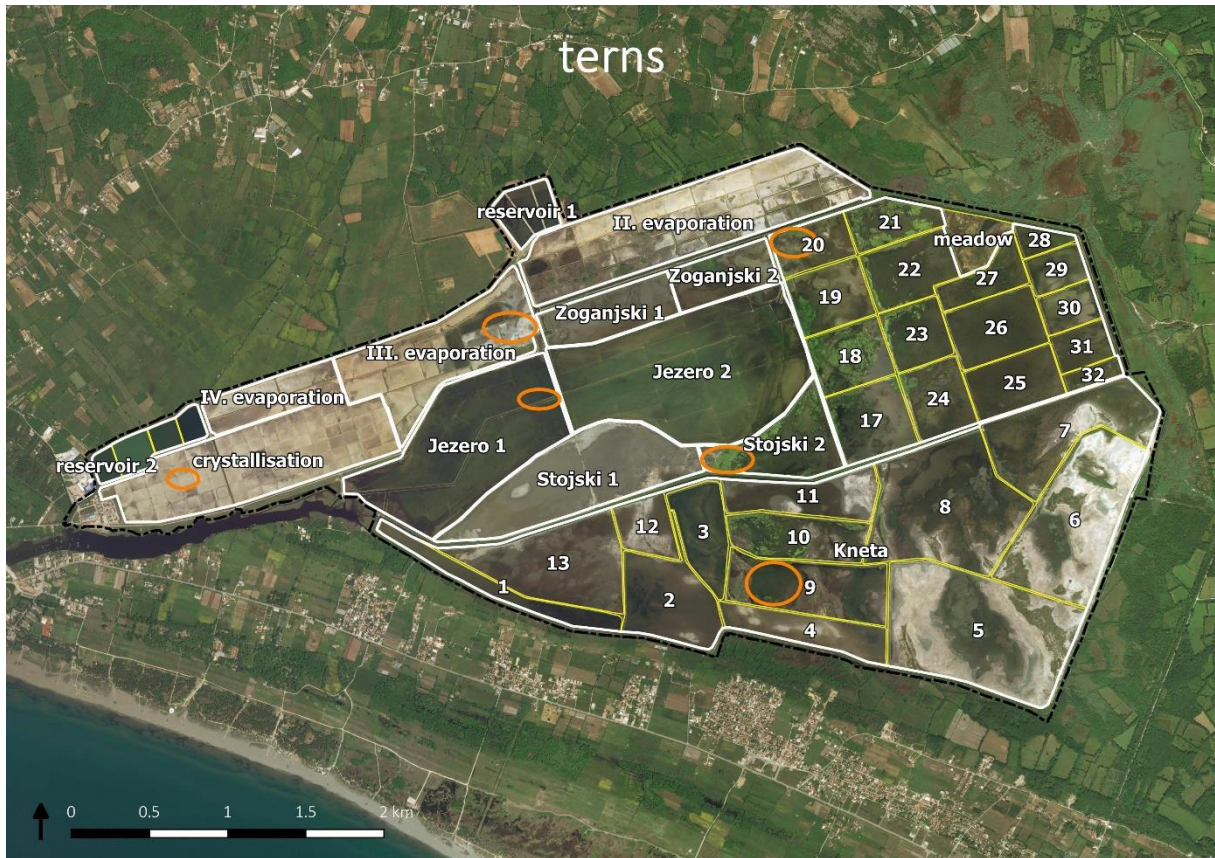 terns
reservoir 1
II. evaporation
21
meadow
28
20
22
27
29
Zoganjski 2
19
30
Zoganjski 1
26
23
31
III. evaporation
18
Jezero 2
32
25
IV. evaporation
24
17
7
Jezero 1
Stojski 2
reservoir 2
crystallisation
Stojski 1
11
8
6
12
3
10
Kneta
13
9
1
2
4
5
0 0.5 1 1.5 2 km